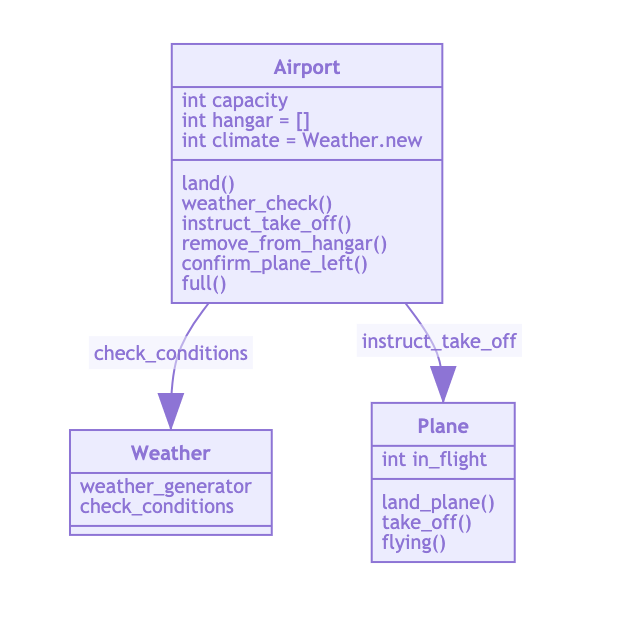 Airport
int capacity
int hangar = []
int climate = Weather.new
land()
weather_check()
instruct_take_off()
remove_from_hangar()
confirm_plane_left()
full()
check_conditions
instruct_take_off
Weather
weather_generator
check_conditions
Plane
int in_flight
land_plane()
take_off()
flying()